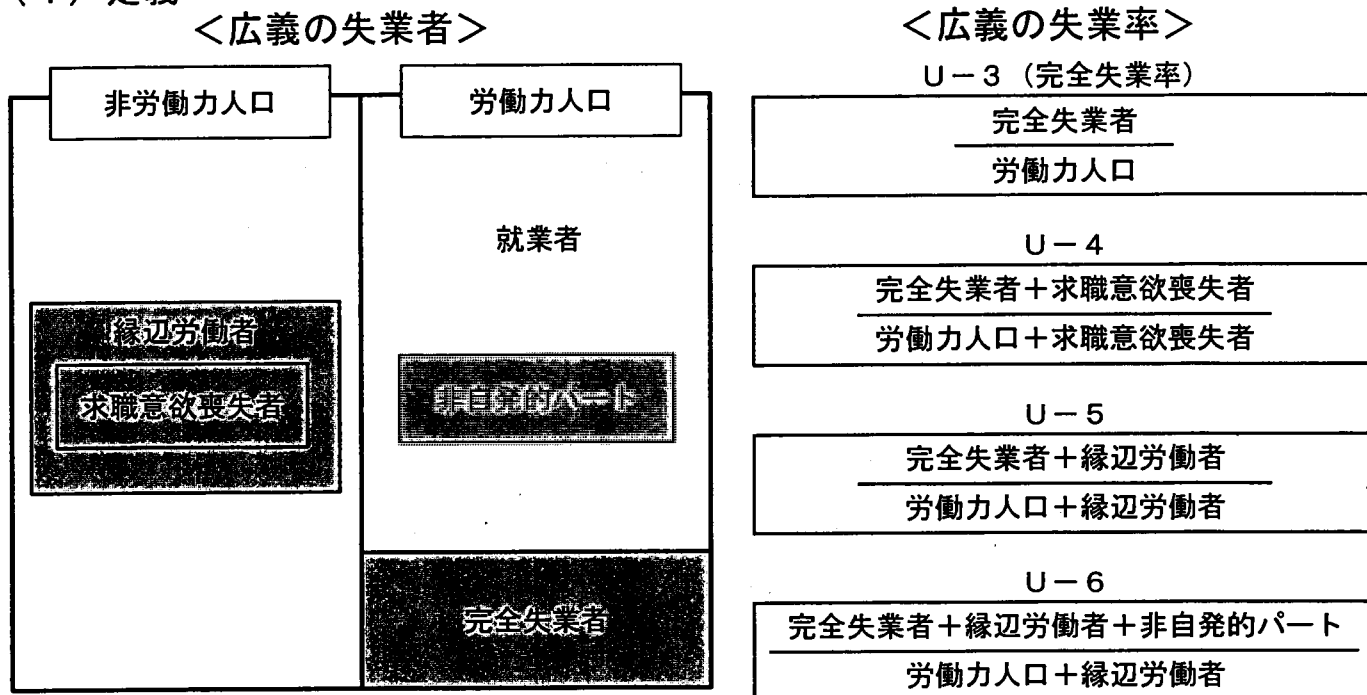 (1) 定義
＜広義の失業者＞
非労働力人口
労働力人口
就業者
縁辺労働者
求職意欲喪失者
非自発的パート
完全失業者
＜広義の失業率＞
U－3（完全失業率）
完全失業者
労働力人口
U－4
完全失業者＋求職意欲喪失者
労働力人口＋求職意欲喪失者
U－5
完全失業者＋縁辺労働者
労働力人口＋縁辺労働者
U－6
完全失業者＋縁辺労働者＋非自発的パート
労働力人口＋縁辺労働者